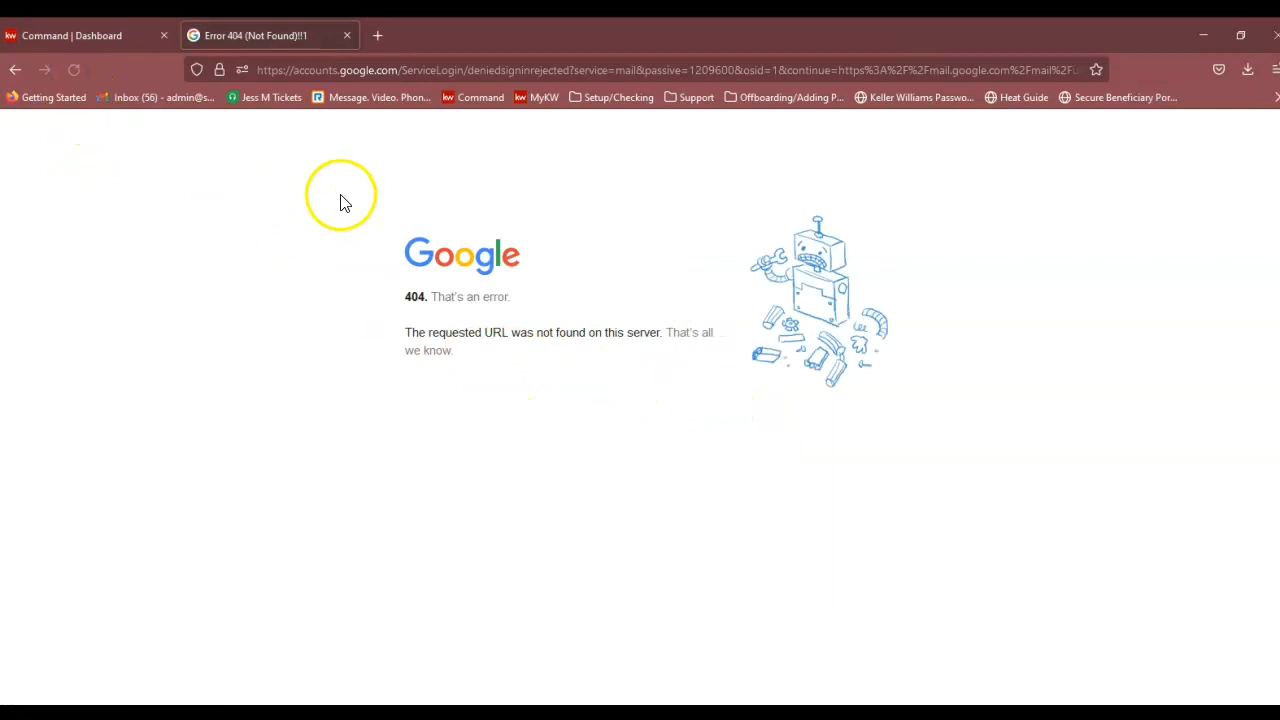 kw Command | Dashboard
Error 404 (Not Found)!!1
https://accounts.google.com/ServiceLogin/deniedsigninrejected?service=mail&passive=1209600&osid=1&continue=https%3A%2F%2Fmail.google.com%2Fmail%2F
Getting Started Inbox (56) - admin@s... Jess M Tickets Message. Video. Phon... kw Command kw MyKW Setup/Checking Support Offboarding/Adding P... Keller Williams Passwo... Heat Guide Secure Beneficiary Por...
Google
404. That's an error.
The requested URL was not found on this server. That's all
we know.